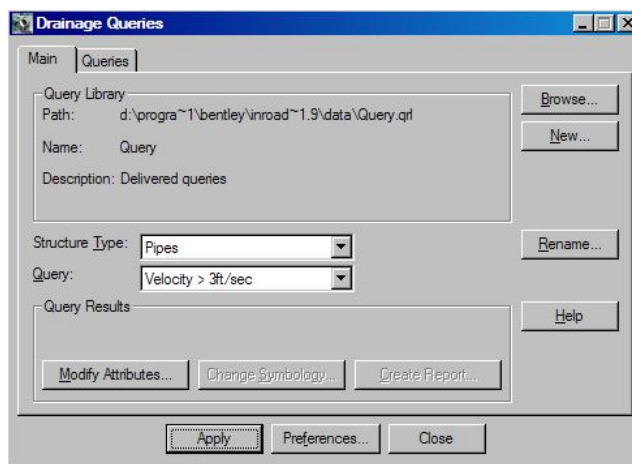 Drainage Queries
Main
Queries
Query Library
Path: d:\progra~1\bentley\inroad~1.9\data\Query.qrl
Name: Query
Description: Delivered queries
Browse...
New...
Structure Type: Pipes
Rename...
Query: Velocity > 3ft/sec
Query Results
Help
Modify Attributes...
Change Symbology...
Create Report...
Apply
Preferences...
Close